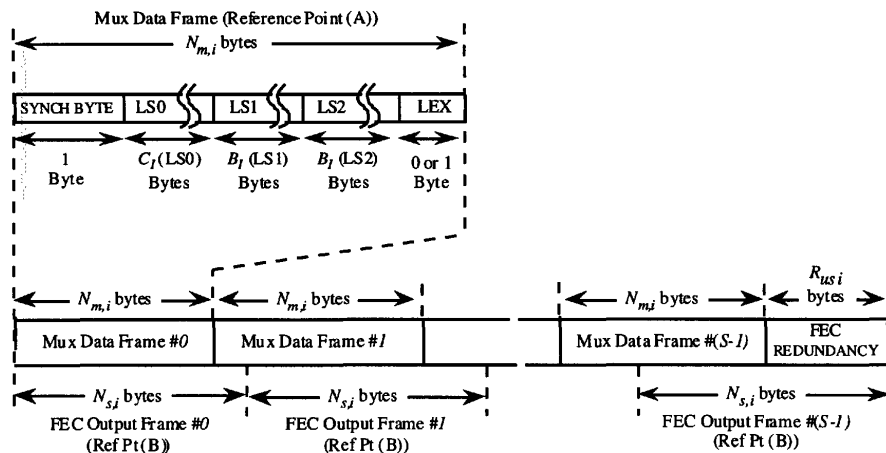 Mux Data Frame (Reference Point (A))
N_{m,i} bytes
SYNCH BYTE LS0 LS1 LS2 LEX
1 C_I (LS0) B_I (LS1) B_I (LS2) 0 or 1
Byte Bytes Bytes Bytes Byte
R_{us i}
N_{m,i} bytes N_{m,i} bytes N_{m,i} bytes bytes
Mux Data Frame #0 Mux Data Frame #1 Mux Data Frame #(S-1) FEC
REDUNDANCY
N_{s,i} bytes N_{s,i} bytes N_{s,i} bytes
FEC Output Frame #0 FEC Output Frame #1 FEC Output Frame #(S-1)
(Ref Pt (B)) (Ref Pt (B)) (Ref Pt (B))